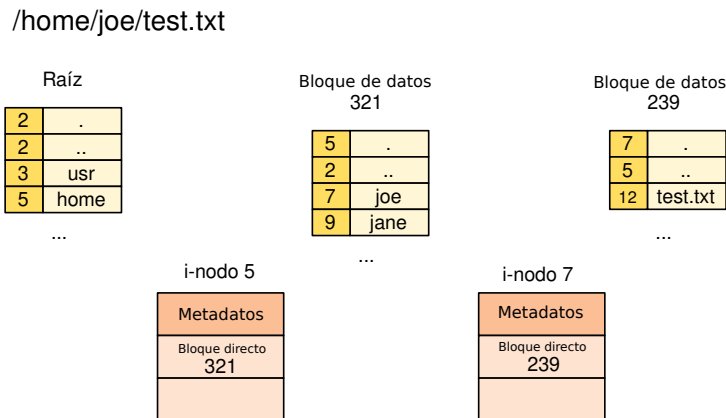 /home/joe/test.txt
Raíz
2 .
2 ..
3 usr
5 home
...
Bloque de datos
321
5 .
2 ..
7 joe
9 jane
...
Bloque de datos
239
7 .
5 ..
12 test.txt
...
i-nodo 5
Metadatos
Bloque directo
321
i-nodo 7
Metadatos
Bloque directo
239